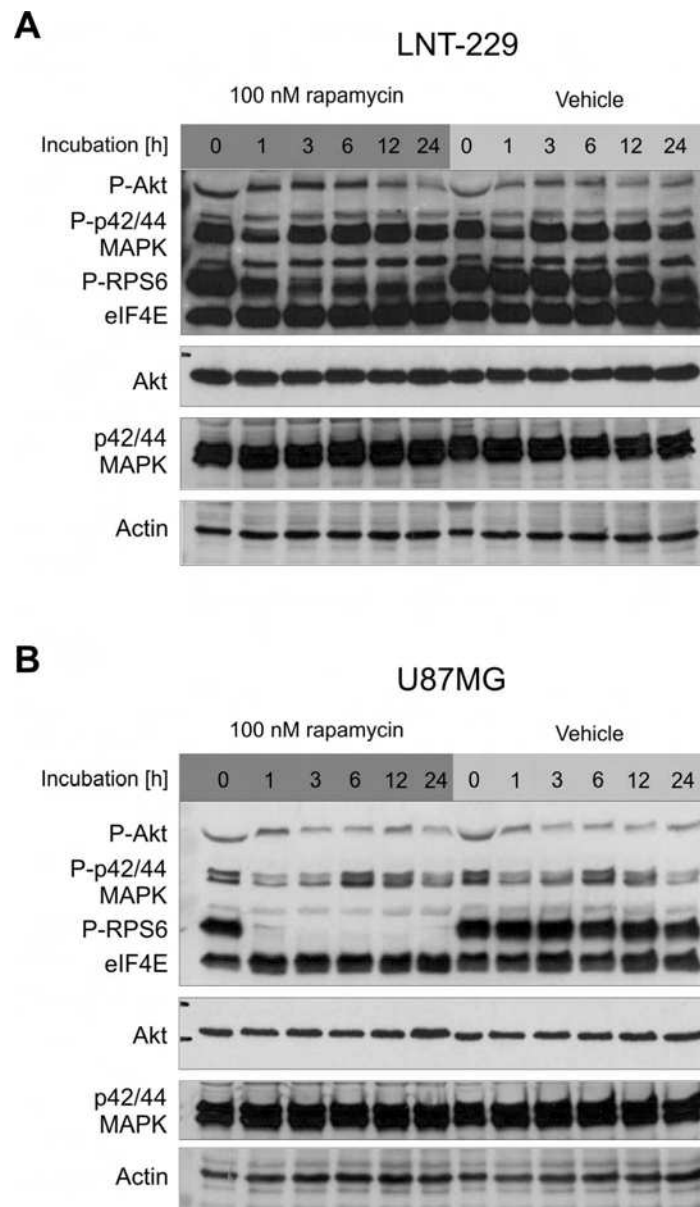 A
LNT-229
100 nM rapamycin Vehicle
Incubation [h] 0 1 3 6 12 24 0 1 3 6 12 24
P-Akt
P-p42/44
MAPK
P-RPS6
eIF4E
Akt
p42/44
MAPK
Actin
B
U87MG
100 nM rapamycin Vehicle
Incubation [h] 0 1 3 6 12 24 0 1 3 6 12 24
P-Akt
P-p42/44
MAPK
P-RPS6
eIF4E
Akt
p42/44
MAPK
Actin